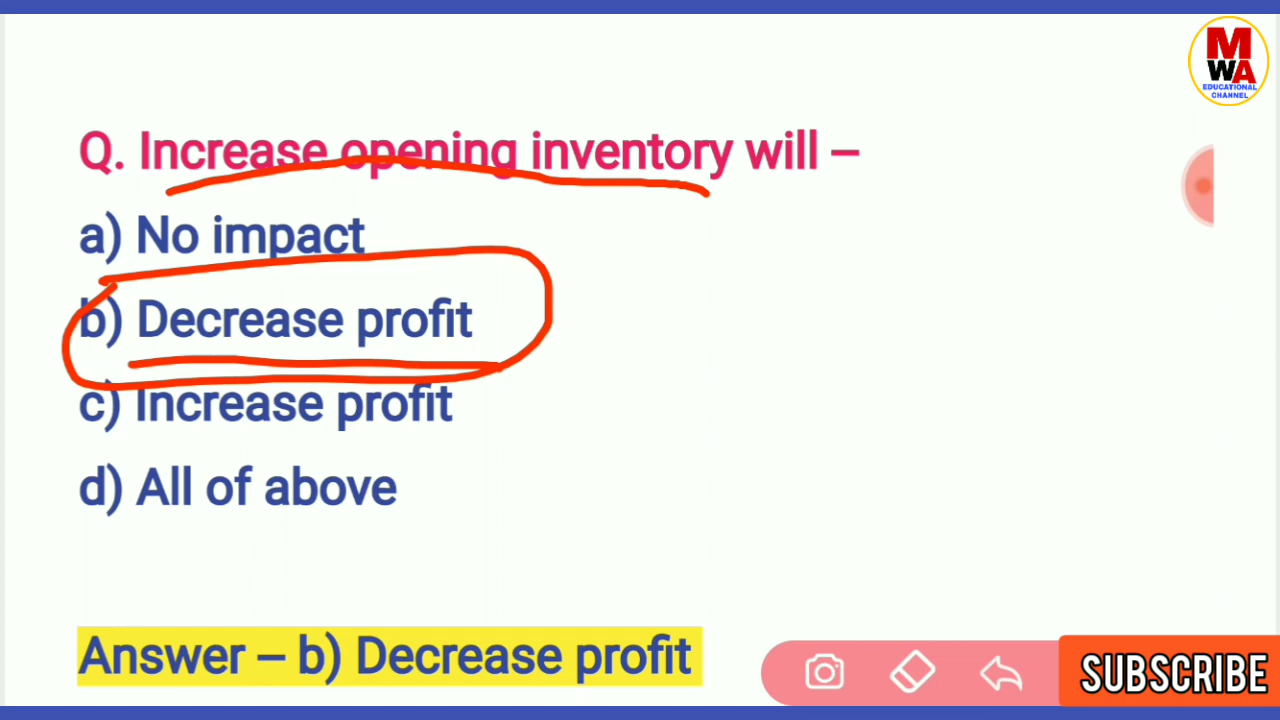 MWA
EDUCATIONAL
CHANNEL
Q. Increase opening inventory will –
a) No impact
b) Decrease profit
c) Increase profit
d) All of above
Answer – b) Decrease profit
SUBSCRIBE